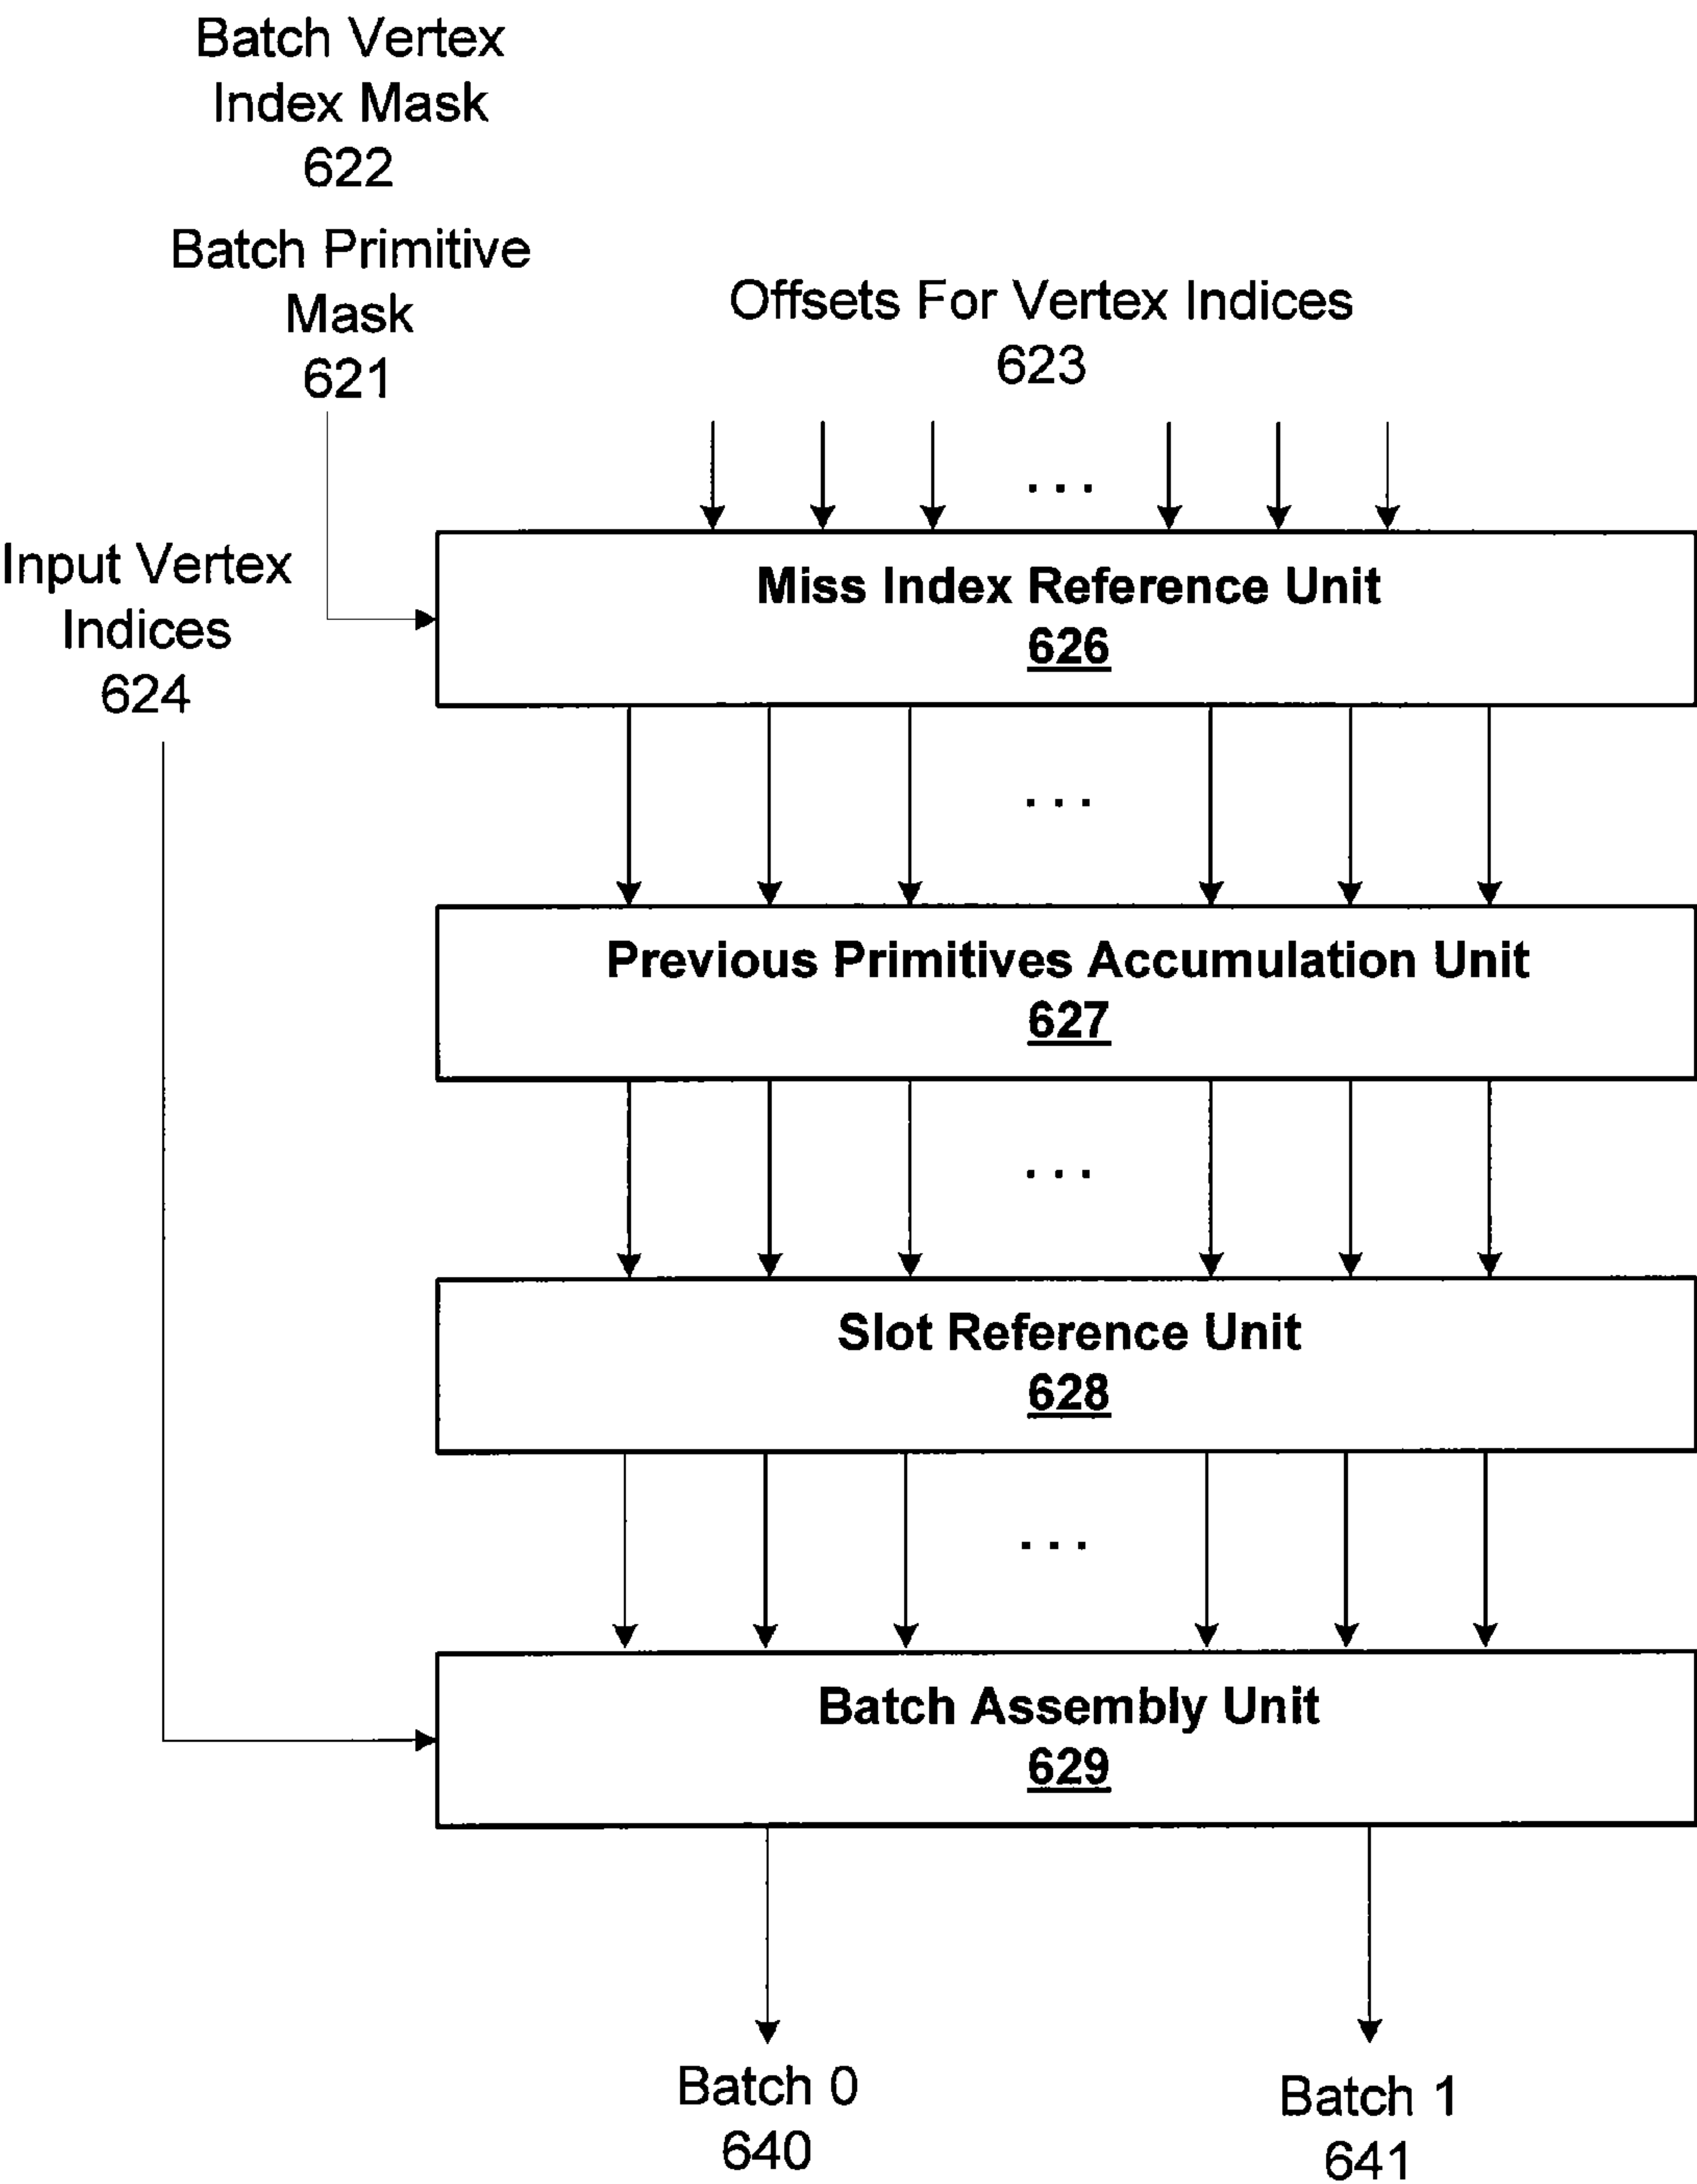 Batch Vertex
Index Mask
622
Batch Primitive
Mask
621
Offsets For Vertex Indices
623
. . .
Input Vertex
Indices
624
Miss Index Reference Unit
626
. . .
Previous Primitives Accumulation Unit
627
. . .
Slot Reference Unit
628
. . .
Batch Assembly Unit
629
Batch 0
640
Batch 1
641